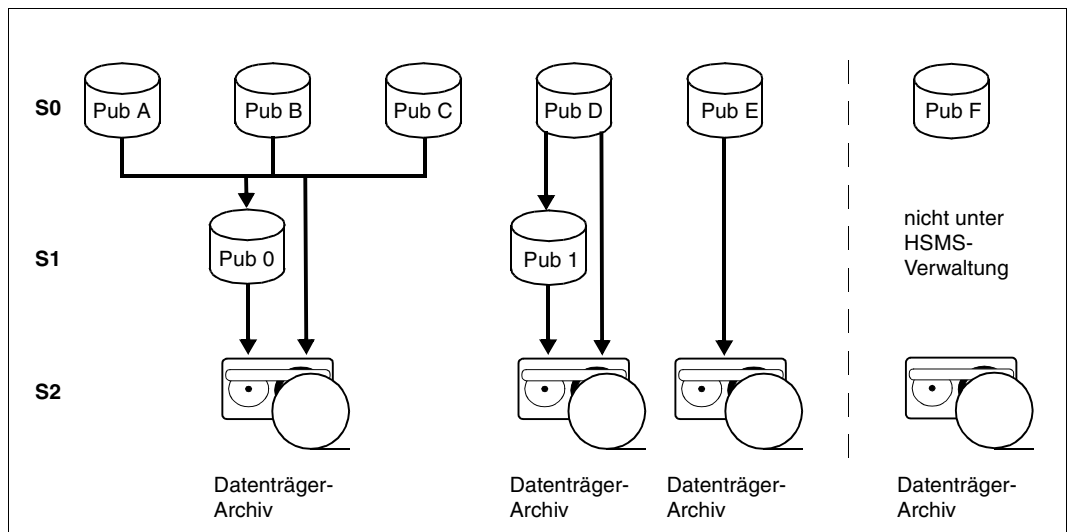 S0
Pub A
Pub B
Pub C
Pub D
Pub E
Pub F
S1
Pub 0
Pub 1
nicht unter
HSMS-
Verwaltung
S2
Datenträger-
Archiv
Datenträger-
Archiv
Datenträger-
Archiv
Datenträger-
Archiv